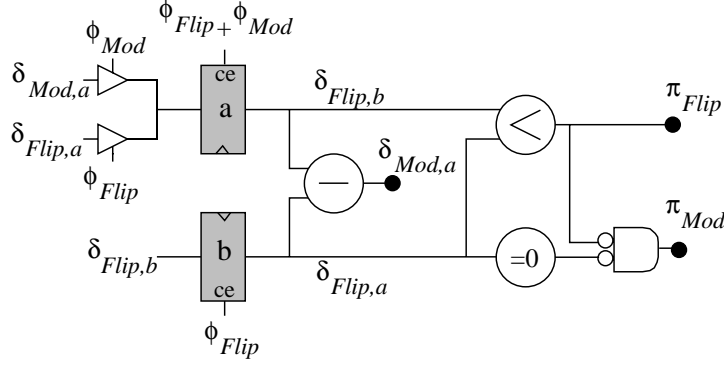 ϕFlip + ϕMod
ϕMod
δMod,a
ce
a
δFlip,b
<
πFlip
δFlip,a
ϕFlip
−
δMod,a
δFlip,b
b
ce
δFlip,a
=0
πMod
ϕFlip